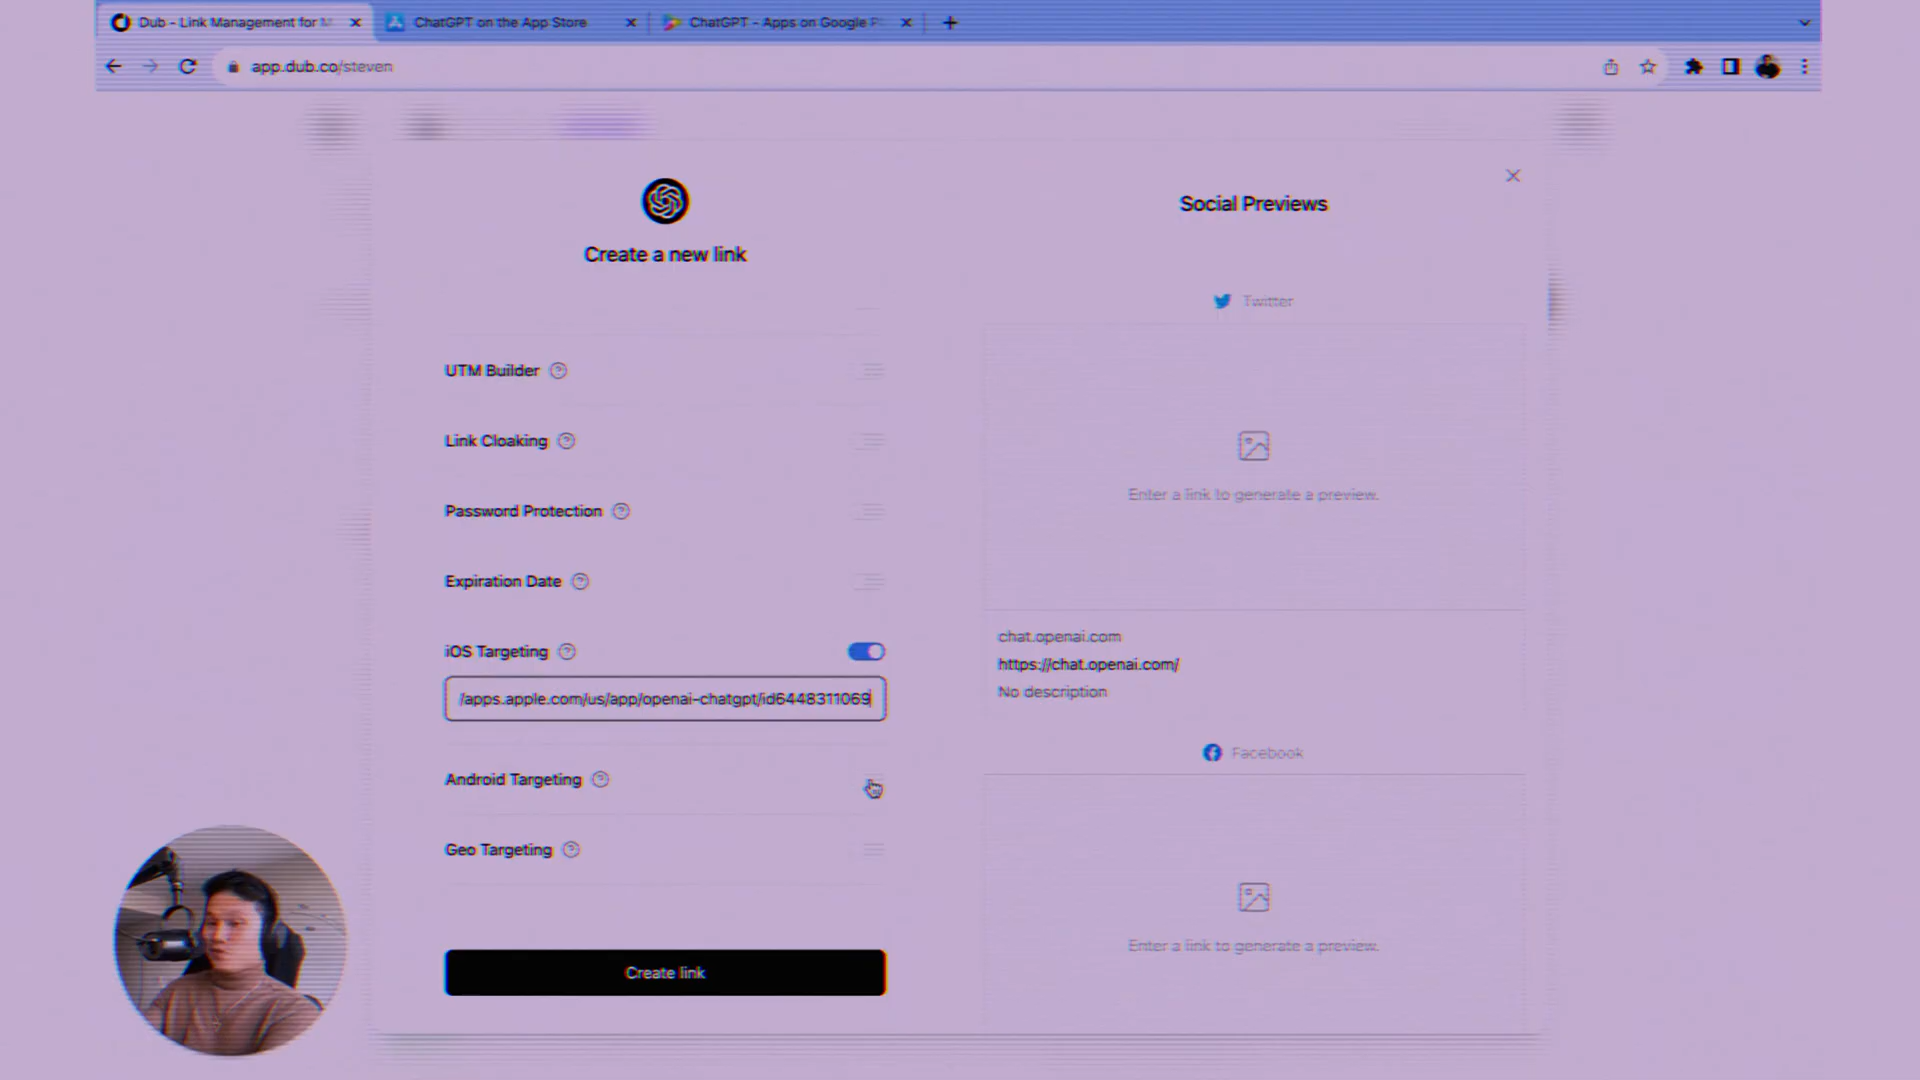 Dub - Link Management for M
ChatGPT on the App Store
ChatGPT - Apps on Google P
app.dub.co/steven
Create a new link
UTM Builder
Link Cloaking
Password Protection
Expiration Date
iOS Targeting
/apps.apple.com/us/app/openai-chatgpt/id6448311069
Android Targeting
Geo Targeting
Create link
Social Previews
Twitter
Enter a link to generate a preview.
chat.openai.com
https://chat.openai.com/
No description
Facebook
Enter a link to generate a preview.